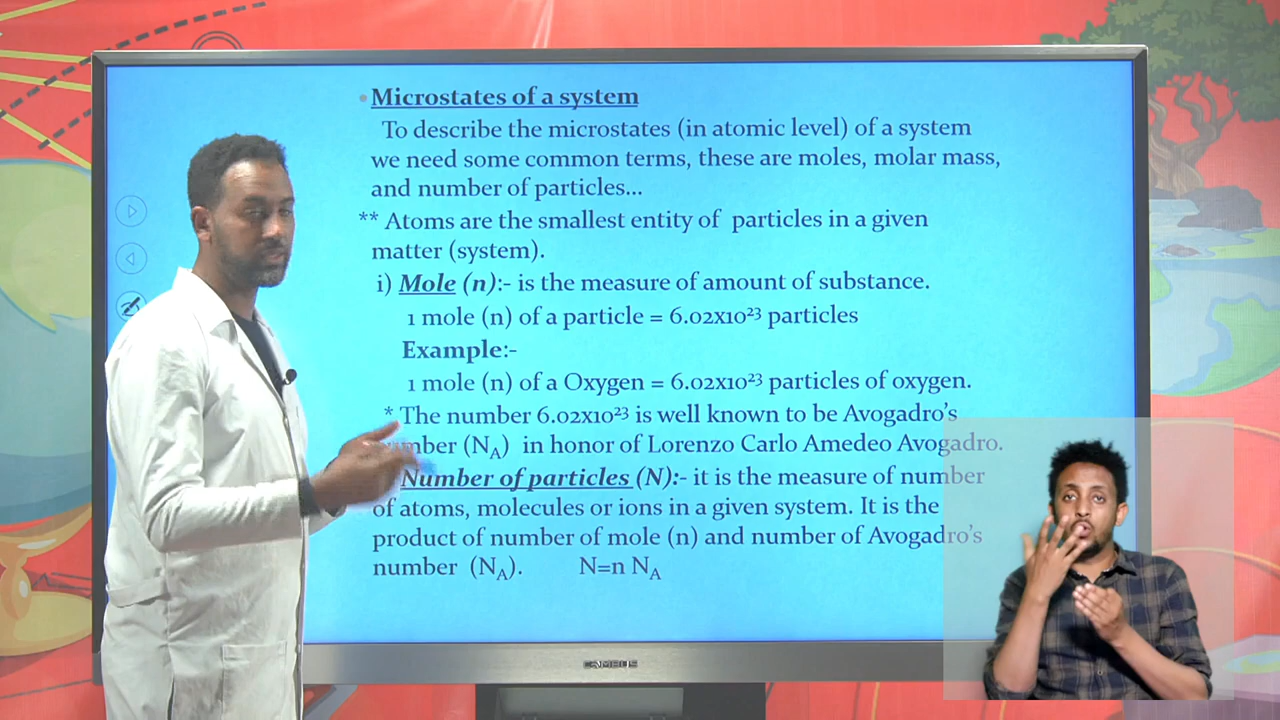 • Microstates of a system
To describe the microstates (in atomic level) of a system
we need some common terms, these are moles, molar mass,
and number of particles...
** Atoms are the smallest entity of particles in a given
matter (system).
i) Mole (n):- is the measure of amount of substance.
1 mole (n) of a particle = 6.02x10²³ particles
Example:-
1 mole (n) of a Oxygen = 6.02x10²³ particles of oxygen.
* The number 6.02x10²³ is well known to be Avogadro's
(N_A) in honor of Lorenzo Carlo Amedeo Avogadro.
Number of particles (N):- it is the measure of number
of atoms, molecules or ions in a given system. It is the
product of number of mole (n) and number of Avogadro's
number (N_A). N=n N_A